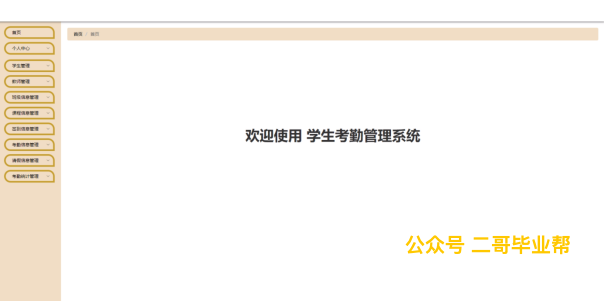 首页
个人中心
学生管理
教师管理
班级信息管理
课程信息管理
签到信息管理
考勤信息管理
请假信息管理
考勤统计管理
首页 / 首页
欢迎使用 学生考勤管理系统
公众号 二哥毕业帮